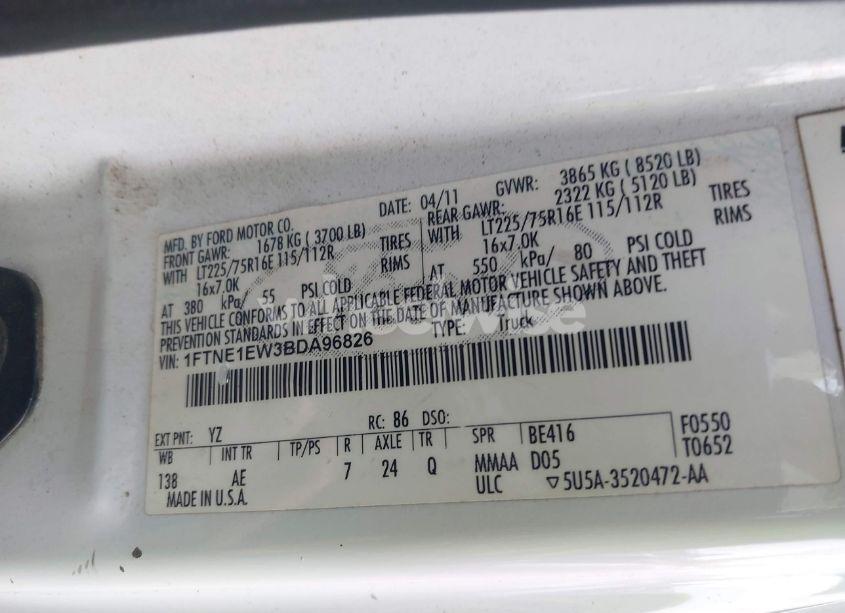 MFD. BY FORD MOTOR CO.
DATE: 04/11 GVWR: 3865 KG ( 8520 LB)
FRONT GAWR: 1678 KG ( 3700 LB) REAR GAWR: 2322 KG ( 5120 LB)
WITH LT225/75R16E 115/112R TIRES WITH LT225/75R16E 115/112R TIRES
16x7.0K RIMS 16x7.0K RIMS
AT 380 kPa/ 55 PSI COLD AT 550 kPa/ 80 PSI COLD
THIS VEHICLE CONFORMS TO ALL APPLICABLE FEDERAL MOTOR VEHICLE SAFETY AND THEFT
PREVENTION STANDARDS IN EFFECT ON THE DATE OF MANUFACTURE SHOWN ABOVE.
VIN: 1FTNE1EW3BDA96826 TYPE: Truck
EXT PNT: YZ RC: 86 DSO:
WB INT TR TP/PS R AXLE TR SPR BE416 F0550
138 AE 7 24 Q MMAA D05 T0652
ULC ▽5U5A-3520472-AA
MADE IN U.S.A.